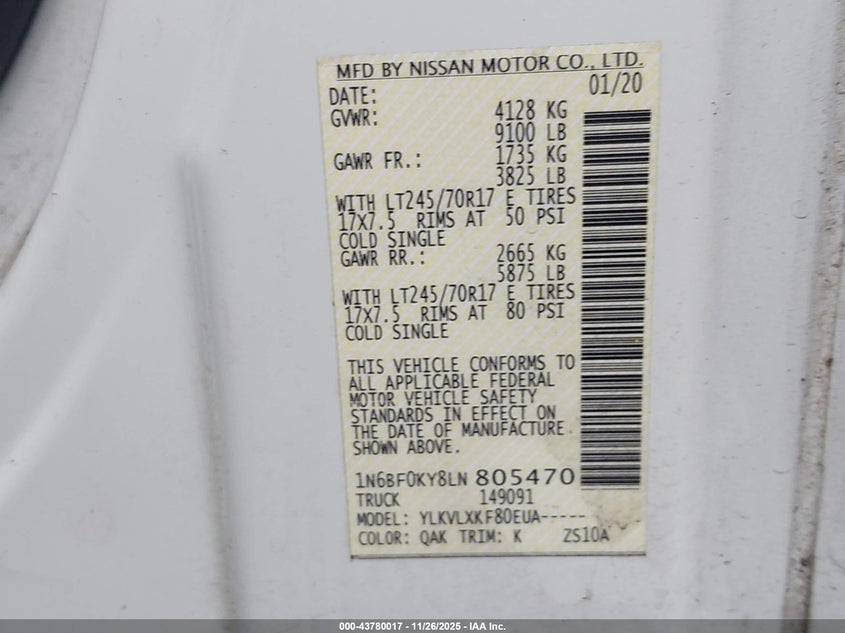 MFD BY NISSAN MOTOR CO., LTD.
DATE: 01/20
GVWR: 4128 KG
9100 LB
GAWR FR.: 1735 KG
3825 LB
WITH LT245/70R17 E TIRES
17X7.5 RIMS AT 50 PSI
COLD SINGLE
GAWR RR.: 2665 KG
5875 LB
WITH LT245/70R17 E TIRES
17X7.5 RIMS AT 80 PSI
COLD SINGLE
THIS VEHICLE CONFORMS TO
ALL APPLICABLE FEDERAL
MOTOR VEHICLE SAFETY
STANDARDS IN EFFECT ON
THE DATE OF MANUFACTURE
SHOWN ABOVE.
1N6BF0KY8LN 805470
TRUCK 149091
MODEL: YLKVLXKF80EUA-----
COLOR: QAK TRIM: K ZS10A
000-43780017 - 11/26/2025 - IAA Inc.